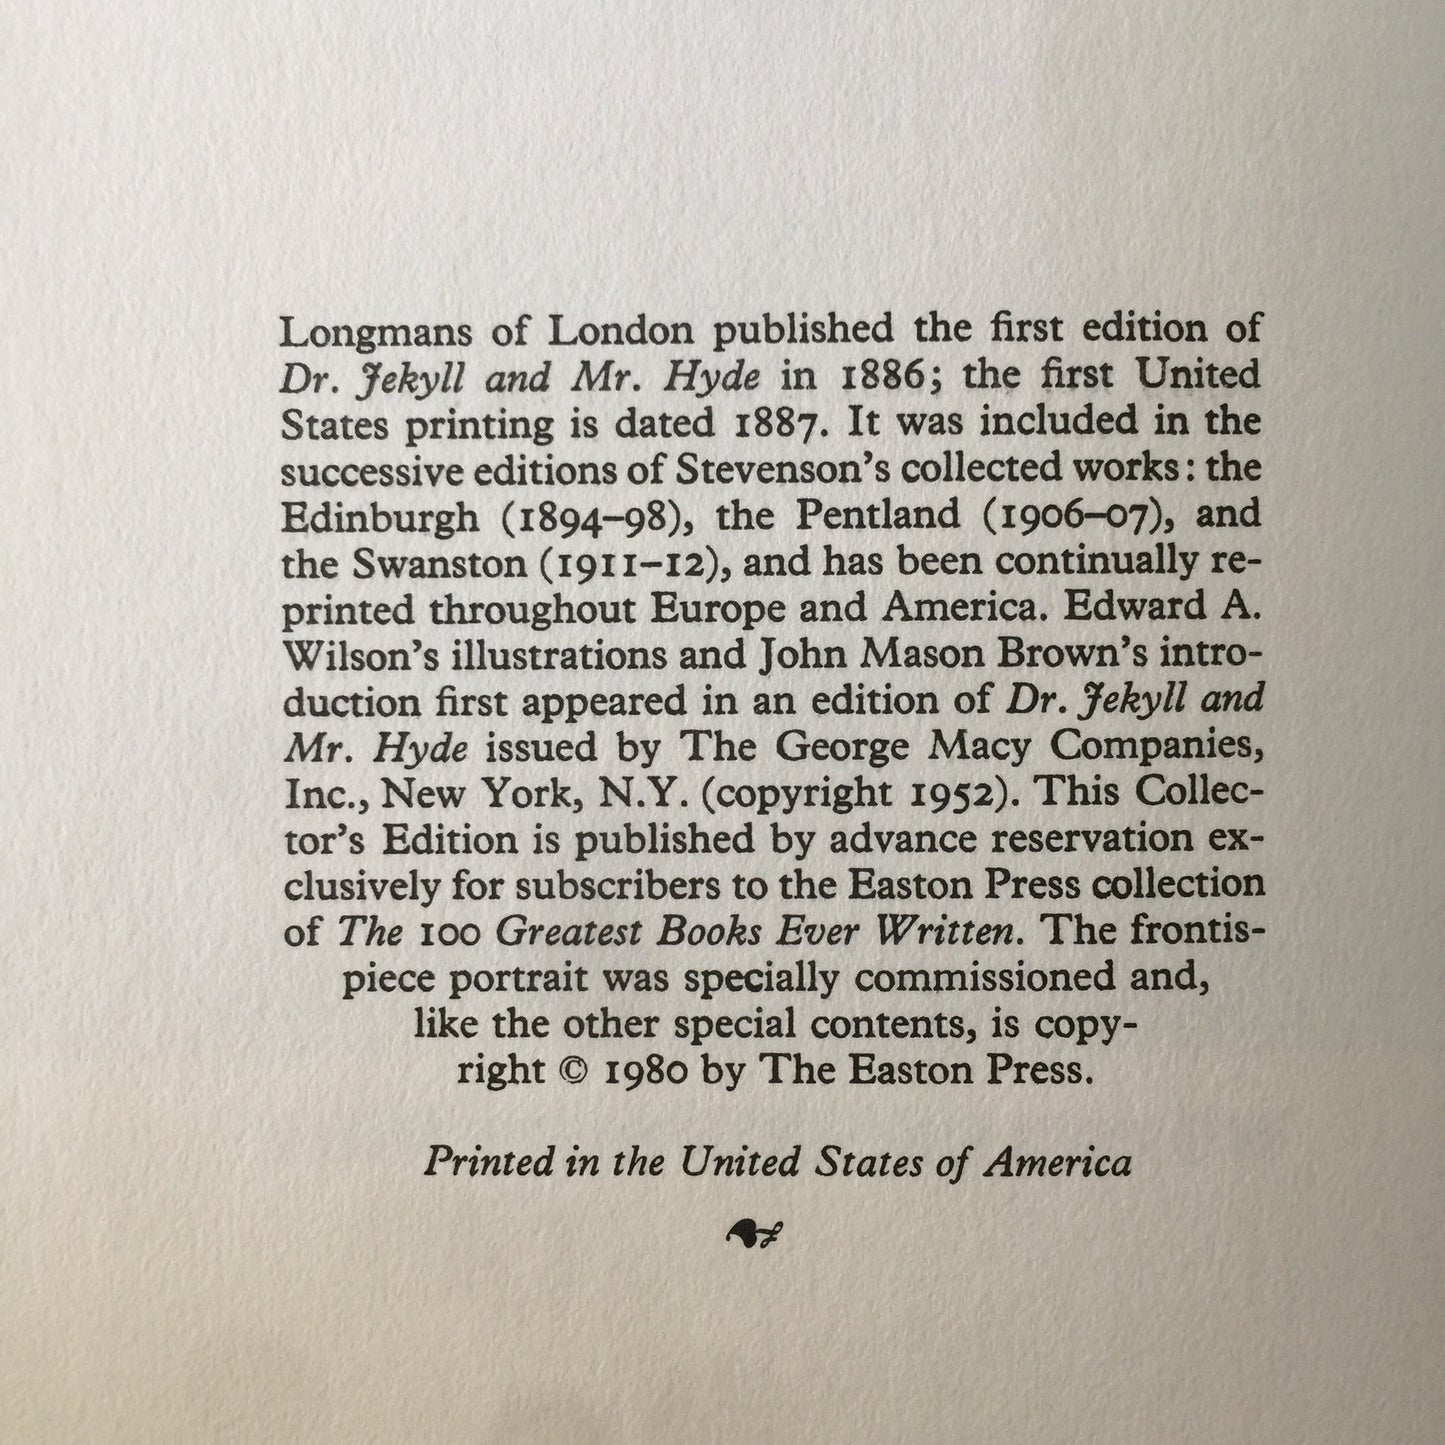 Longmans of London published the first edition of
Dr. Jekyll and Mr. Hyde in 1886; the first United
States printing is dated 1887. It was included in the
successive editions of Stevenson's collected works: the
Edinburgh (1894–98), the Pentland (1906–07), and
the Swanston (1911–12), and has been continually re-
printed throughout Europe and America. Edward A.
Wilson's illustrations and John Mason Brown's intro-
duction first appeared in an edition of Dr. Jekyll and
Mr. Hyde issued by The George Macy Companies,
Inc., New York, N.Y. (copyright 1952). This Collec-
tor's Edition is published by advance reservation ex-
clusively for subscribers to the Easton Press collection
of The 100 Greatest Books Ever Written. The frontis-
piece portrait was specially commissioned and,
like the other special contents, is copy-
right © 1980 by The Easton Press.
Printed in the United States of America